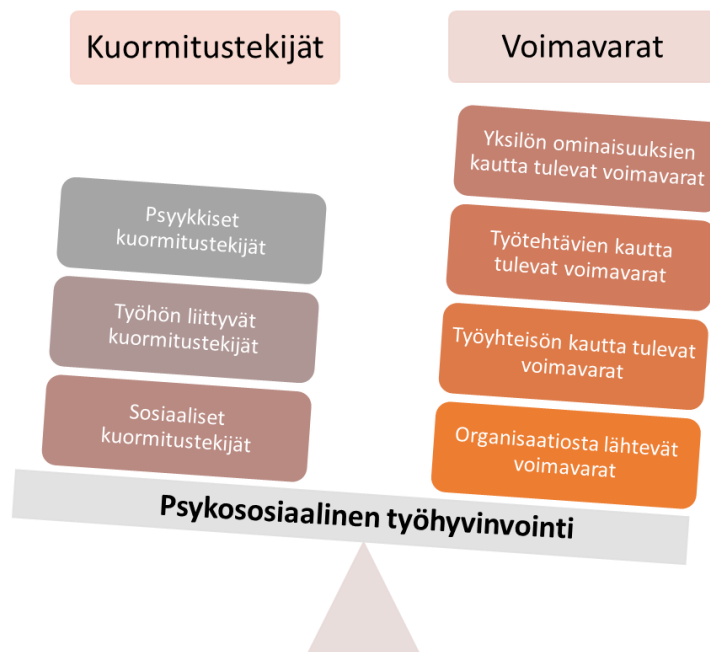 Kuormitustekijät
Voimavarat
Psyykkiset
kuormitustekijät
Työhön liittyvät
kuormitustekijät
Sosiaaliset
kuormitustekijät
Yksilön ominaisuuksien
kautta tulevat voimavarat
Työtehtävien kautta
tulevat voimavarat
Työyhteisön kautta tulevat
voimavarat
Organisaatiosta lähtevät
voimavarat
Psykososiaalinen työhyvinvointi